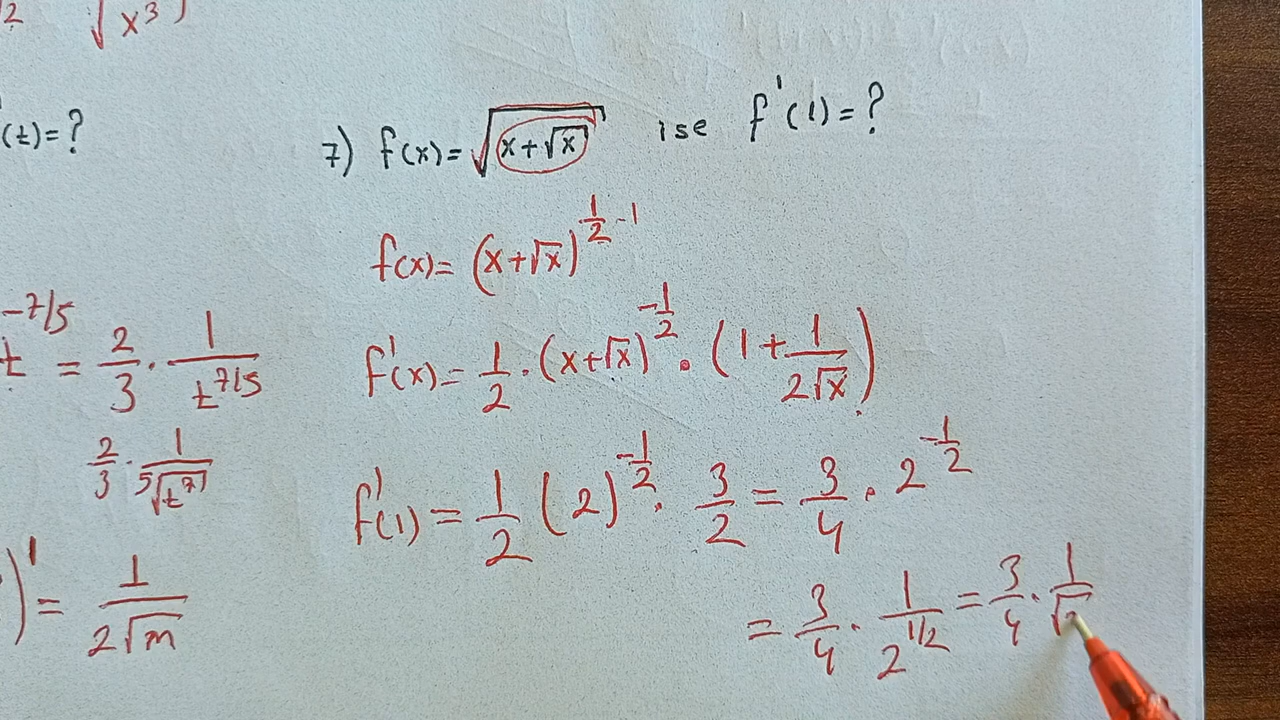 √x³)
(t)=?
7) f(x)=√(x+√x) ise f'(1)=?
f(x)= (x+√x)^(1/2 -1)
f'(x)= 1/2 · (x+√x)^(-1/2) · (1+ 1/(2√x))
t^(-7/5) = 2/3 · 1/t^(7/5)
2/3 · 1/⁵√t⁷
f'(1) = 1/2 (2)^(-1/2) · 3/2 = 3/4 · 2^(-1/2)
)' = 1/(2√m)
= 3/4 · 1/2^(1/2) = 3/4 · 1/√